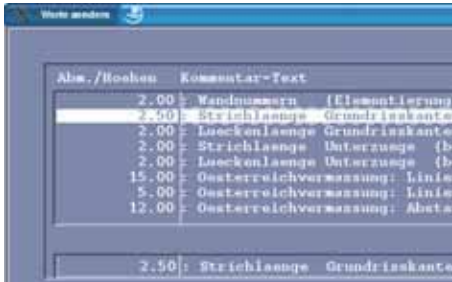 Werte aendern
Abm./Hoehen Kommentar-Text
2.00: Wandnummern (Elementierung
2.50: Strichlaenge Grundrisskante
2.00: Lueckenlaenge Grundrisskante
2.00: Strichlaenge Unterzuege (b
2.00: Lueckenlaenge Unterzuege (b
15.00: Oesterreichvermassung: Linie
5.00: Oesterreichvermassung: Linie
12.00: Oesterreichvermassung: Absta
2.50: Strichlaenge Grundrisskante